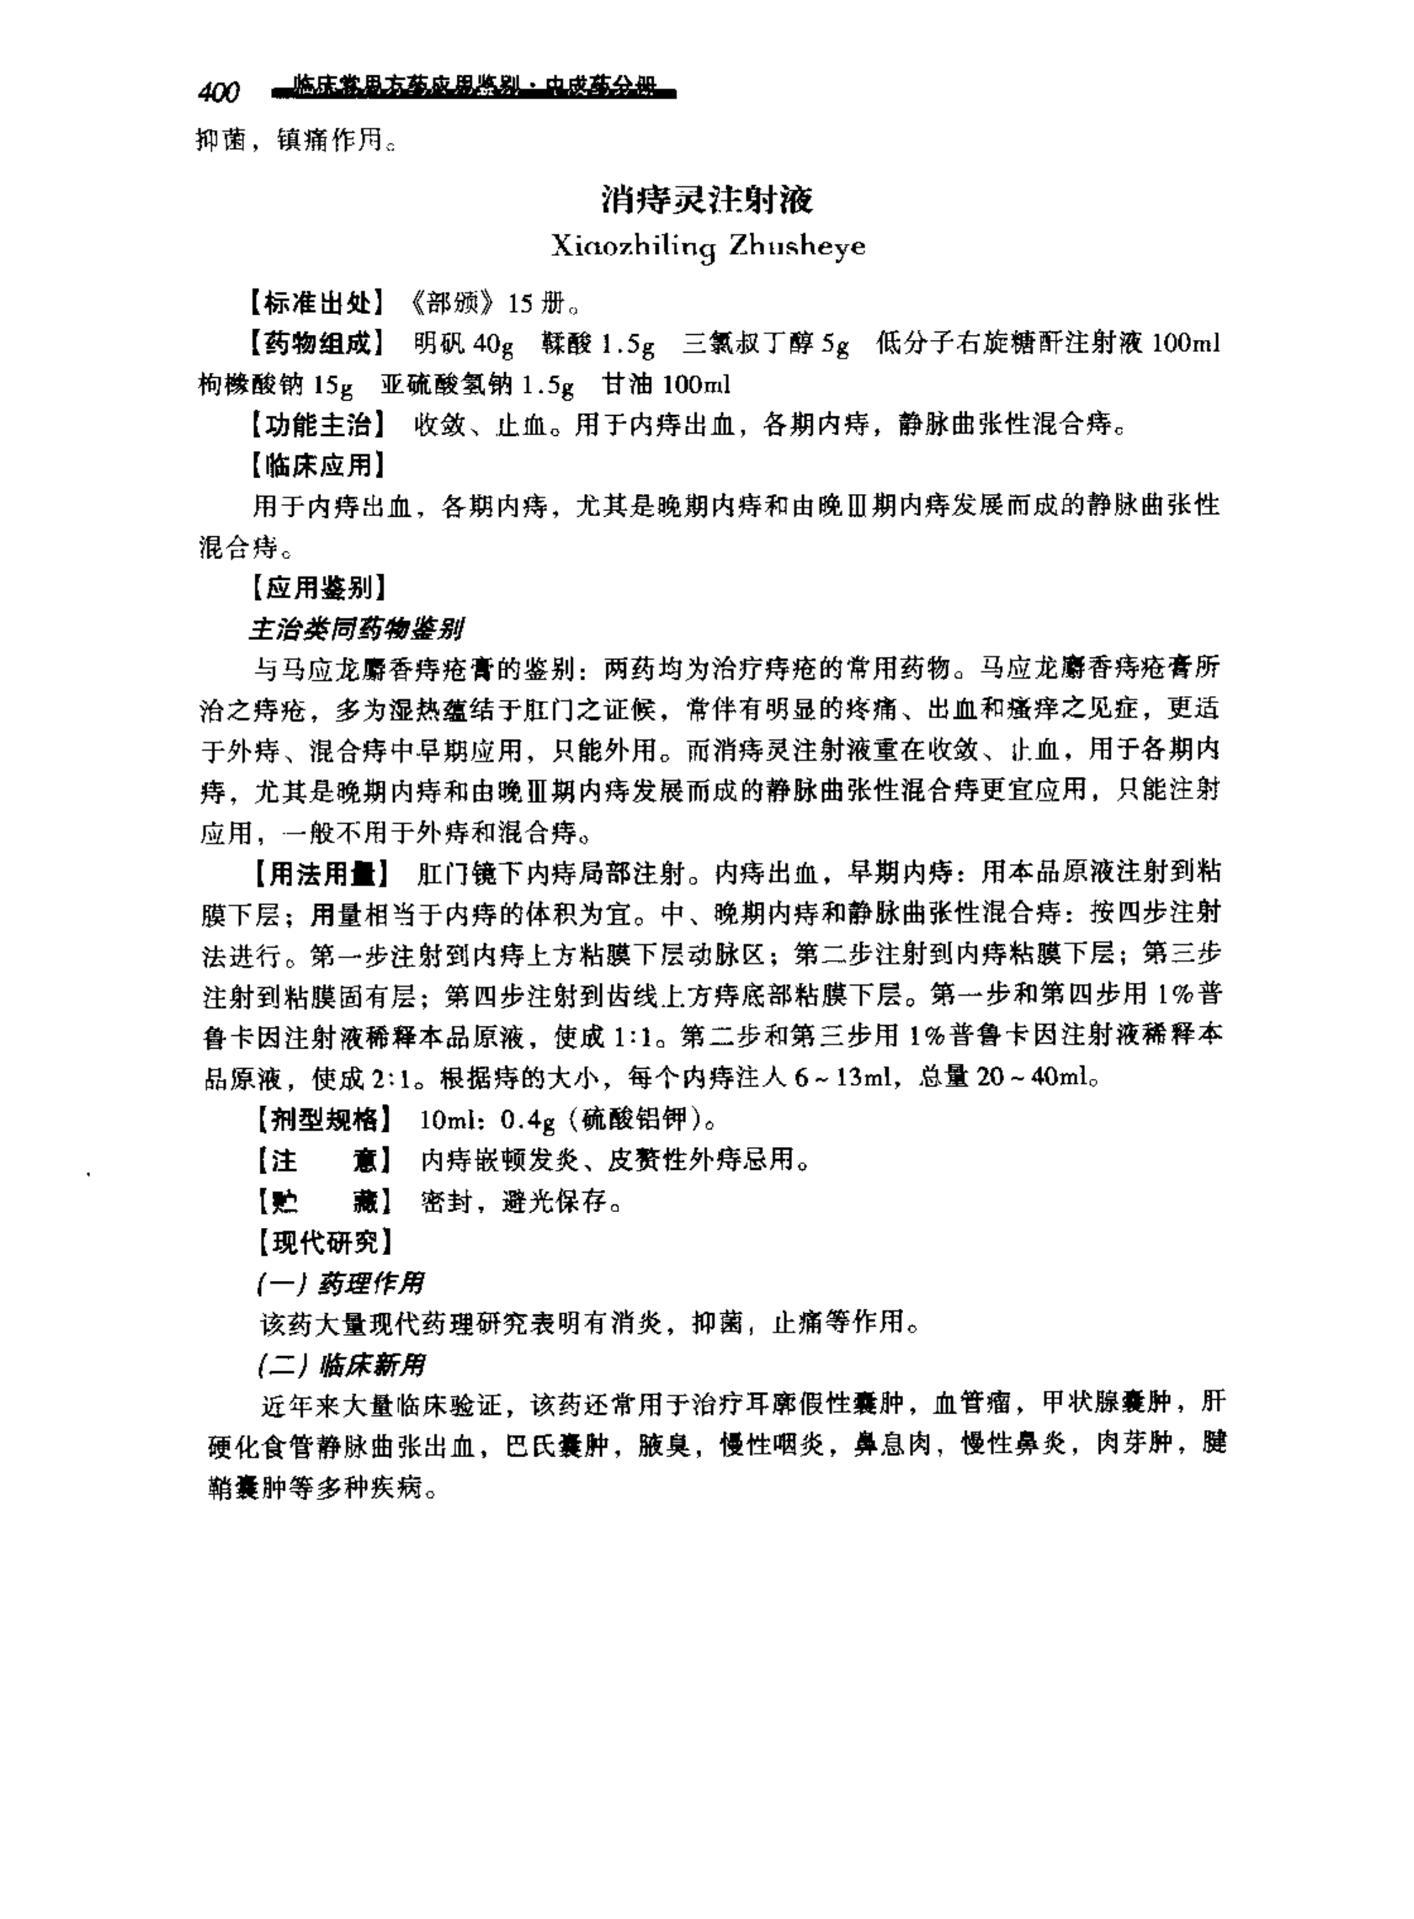 400 临床常用方药应用鉴别·中成药分册
抑菌，镇痛作用。
消痔灵注射液
Xiaozhiling Zhusheye
【标准出处】《部颁》15 册。
【药物组成】 明矾 40g 鞣酸 1.5g 三氯叔丁醇 5g 低分子右旋糖酐注射液 100ml
枸橼酸钠 15g 亚硫酸氢钠 1.5g 甘油 100ml
【功能主治】 收敛、止血。用于内痔出血，各期内痔，静脉曲张性混合痔。
【临床应用】
用于内痔出血，各期内痔，尤其是晚期内痔和由晚Ⅲ期内痔发展而成的静脉曲张性
混合痔。
【应用鉴别】
主治类同药物鉴别
与马应龙麝香痔疮膏的鉴别：两药均为治疗痔疮的常用药物。马应龙麝香痔疮膏所
治之痔疮，多为湿热蕴结于肛门之证候，常伴有明显的疼痛、出血和瘙痒之见症，更适
于外痔、混合痔中早期应用，只能外用。而消痔灵注射液重在收敛、止血，用于各期内
痔，尤其是晚期内痔和由晚Ⅲ期内痔发展而成的静脉曲张性混合痔更宜应用，只能注射
应用，一般不用于外痔和混合痔。
【用法用量】 肛门镜下内痔局部注射。内痔出血，早期内痔：用本品原液注射到粘
膜下层；用量相当于内痔的体积为宜。中、晚期内痔和静脉曲张性混合痔：按四步注射
法进行。第一步注射到内痔上方粘膜下层动脉区；第二步注射到内痔粘膜下层；第三步
注射到粘膜固有层；第四步注射到齿线上方痔底部粘膜下层。第一步和第四步用 1%普
鲁卡因注射液稀释本品原液，使成 1:1。第二步和第三步用 1%普鲁卡因注射液稀释本
品原液，使成 2:1。根据痔的大小，每个内痔注入 6～13ml，总量 20～40ml。
【剂型规格】 10ml：0.4g（硫酸铝钾）。
【注 意】 内痔嵌顿发炎、皮赘性外痔忌用。
【贮 藏】 密封，避光保存。
【现代研究】
（一）药理作用
该药大量现代药理研究表明有消炎，抑菌，止痛等作用。
（二）临床新用
近年来大量临床验证，该药还常用于治疗耳廓假性囊肿，血管瘤，甲状腺囊肿，肝
硬化食管静脉曲张出血，巴氏囊肿，腋臭，慢性咽炎，鼻息肉，慢性鼻炎，肉芽肿，腱
鞘囊肿等多种疾病。